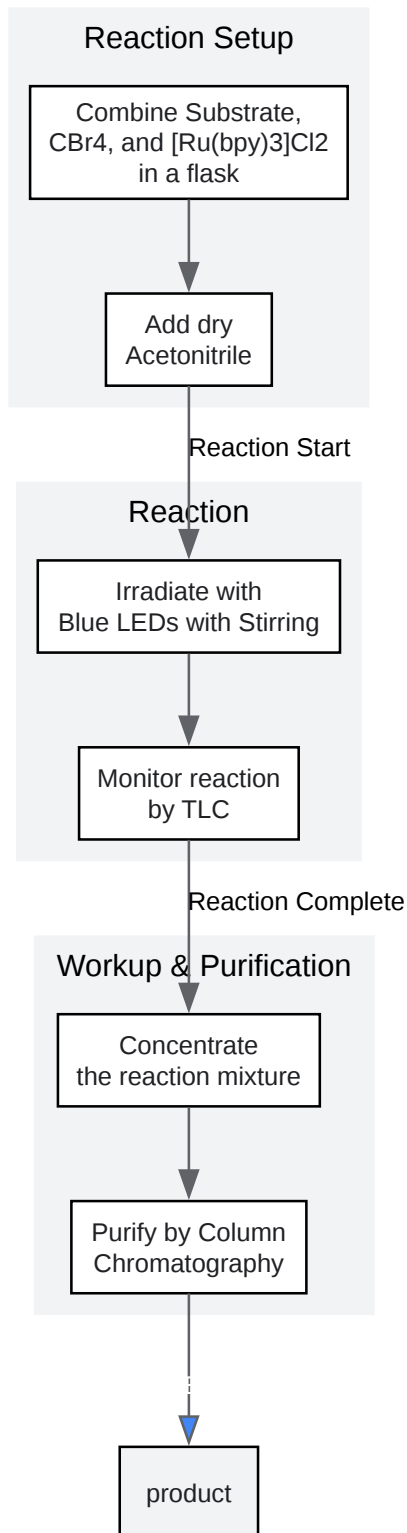 Reaction Setup
Combine Substrate,
CBr4, and [Ru(bpy)3]Cl2
in a flask
Add dry
Acetonitrile
Reaction Start
Reaction
Irradiate with
Blue LEDs with Stirring
Monitor reaction
by TLC
Reaction Complete
Workup & Purification
Concentrate
the reaction mixture
Purify by Column
Chromatography
product